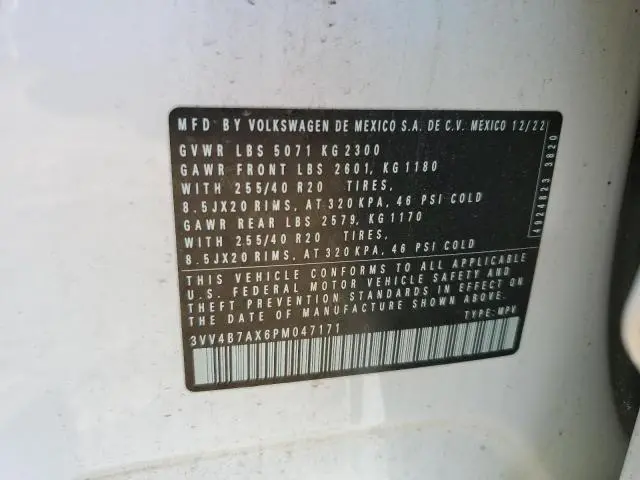 MFD BY VOLKSWAGEN DE MEXICO S.A. DE C.V. MEXICO 12/22
GVWR LBS 5071 KG 2300
GAWR FRONT LBS 2601, KG 1180
WITH 255/40 R20 TIRES,
8.5JX20 RIMS, AT 320 KPA, 46 PSI COLD
GAWR REAR LBS 2579, KG 1170
WITH 255/40 R20 TIRES,
8.5JX20 RIMS, AT 320 KPA, 46 PSI COLD
THIS VEHICLE CONFORMS TO ALL APPLICABLE
U.S. FEDERAL MOTOR VEHICLE SAFETY AND
THEFT PREVENTION STANDARDS IN EFFECT ON
THE DATE OF MANUFACTURE SHOWN ABOVE.
3VV4B7AX6PM047171 TYPE: MPV
4924823 3820